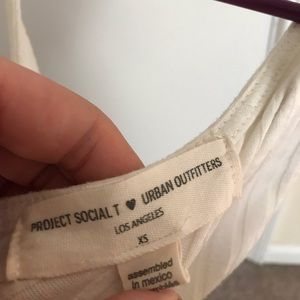 PROJECT SOCIAL T ♥ URBAN OUTFITTERS
LOS ANGELES
XS
assembled
in mexico